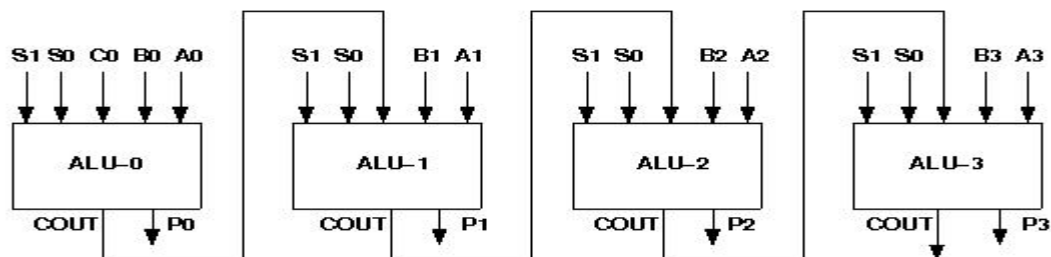 S1 S0 C0 B0 A0 S1 S0 B1 A1 S1 S0 B2 A2 S1 S0 B3 A3
ALU-0 ALU-1 ALU-2 ALU-3
COUT P0 COUT P1 COUT P2 COUT P3